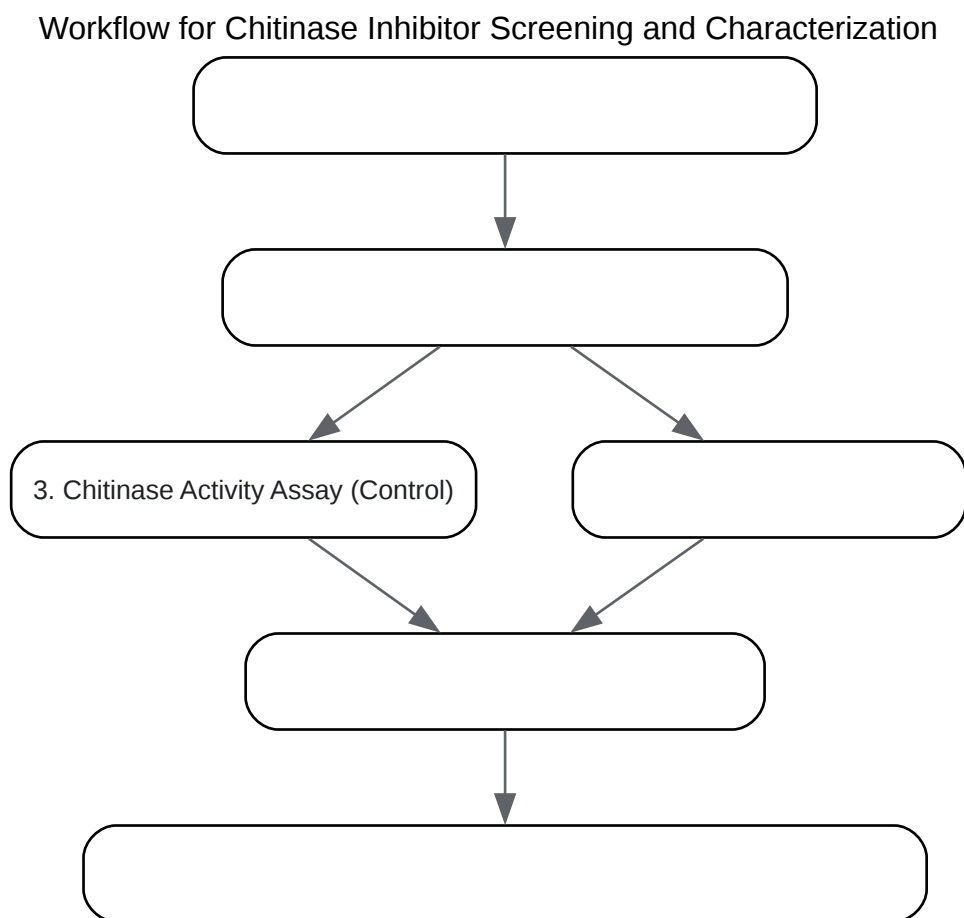 Workflow for Chitinase Inhibitor Screening and Characterization
3. Chitinase Activity Assay (Control)